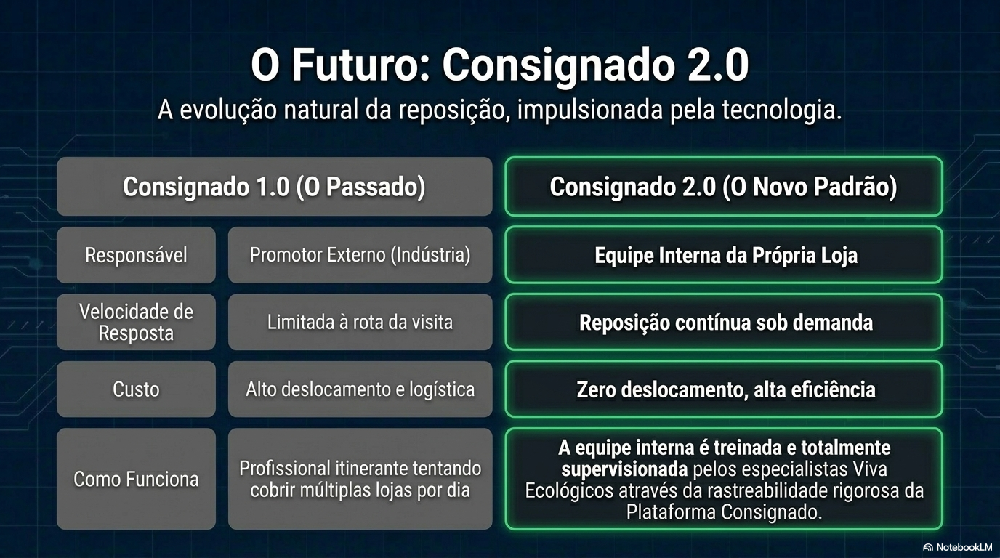 O Futuro: Consignado 2.0
A evolução natural da reposição, impulsionada pela tecnologia.
Consignado 1.0 (O Passado)
Consignado 2.0 (O Novo Padrão)
Responsável
Promotor Externo (Indústria)
Equipe Interna da Própria Loja
Velocidade de
Resposta
Limitada à rota da visita
Reposição contínua sob demanda
Custo
Alto deslocamento e logística
Zero deslocamento, alta eficiência
Como Funciona
Profissional itinerante tentando
cobrir múltiplas lojas por dia
A equipe interna é treinada e totalmente
supervisionada pelos especialistas Viva
Ecológicos através da rastreabilidade rigorosa da
Plataforma Consignado.
NotebookLM